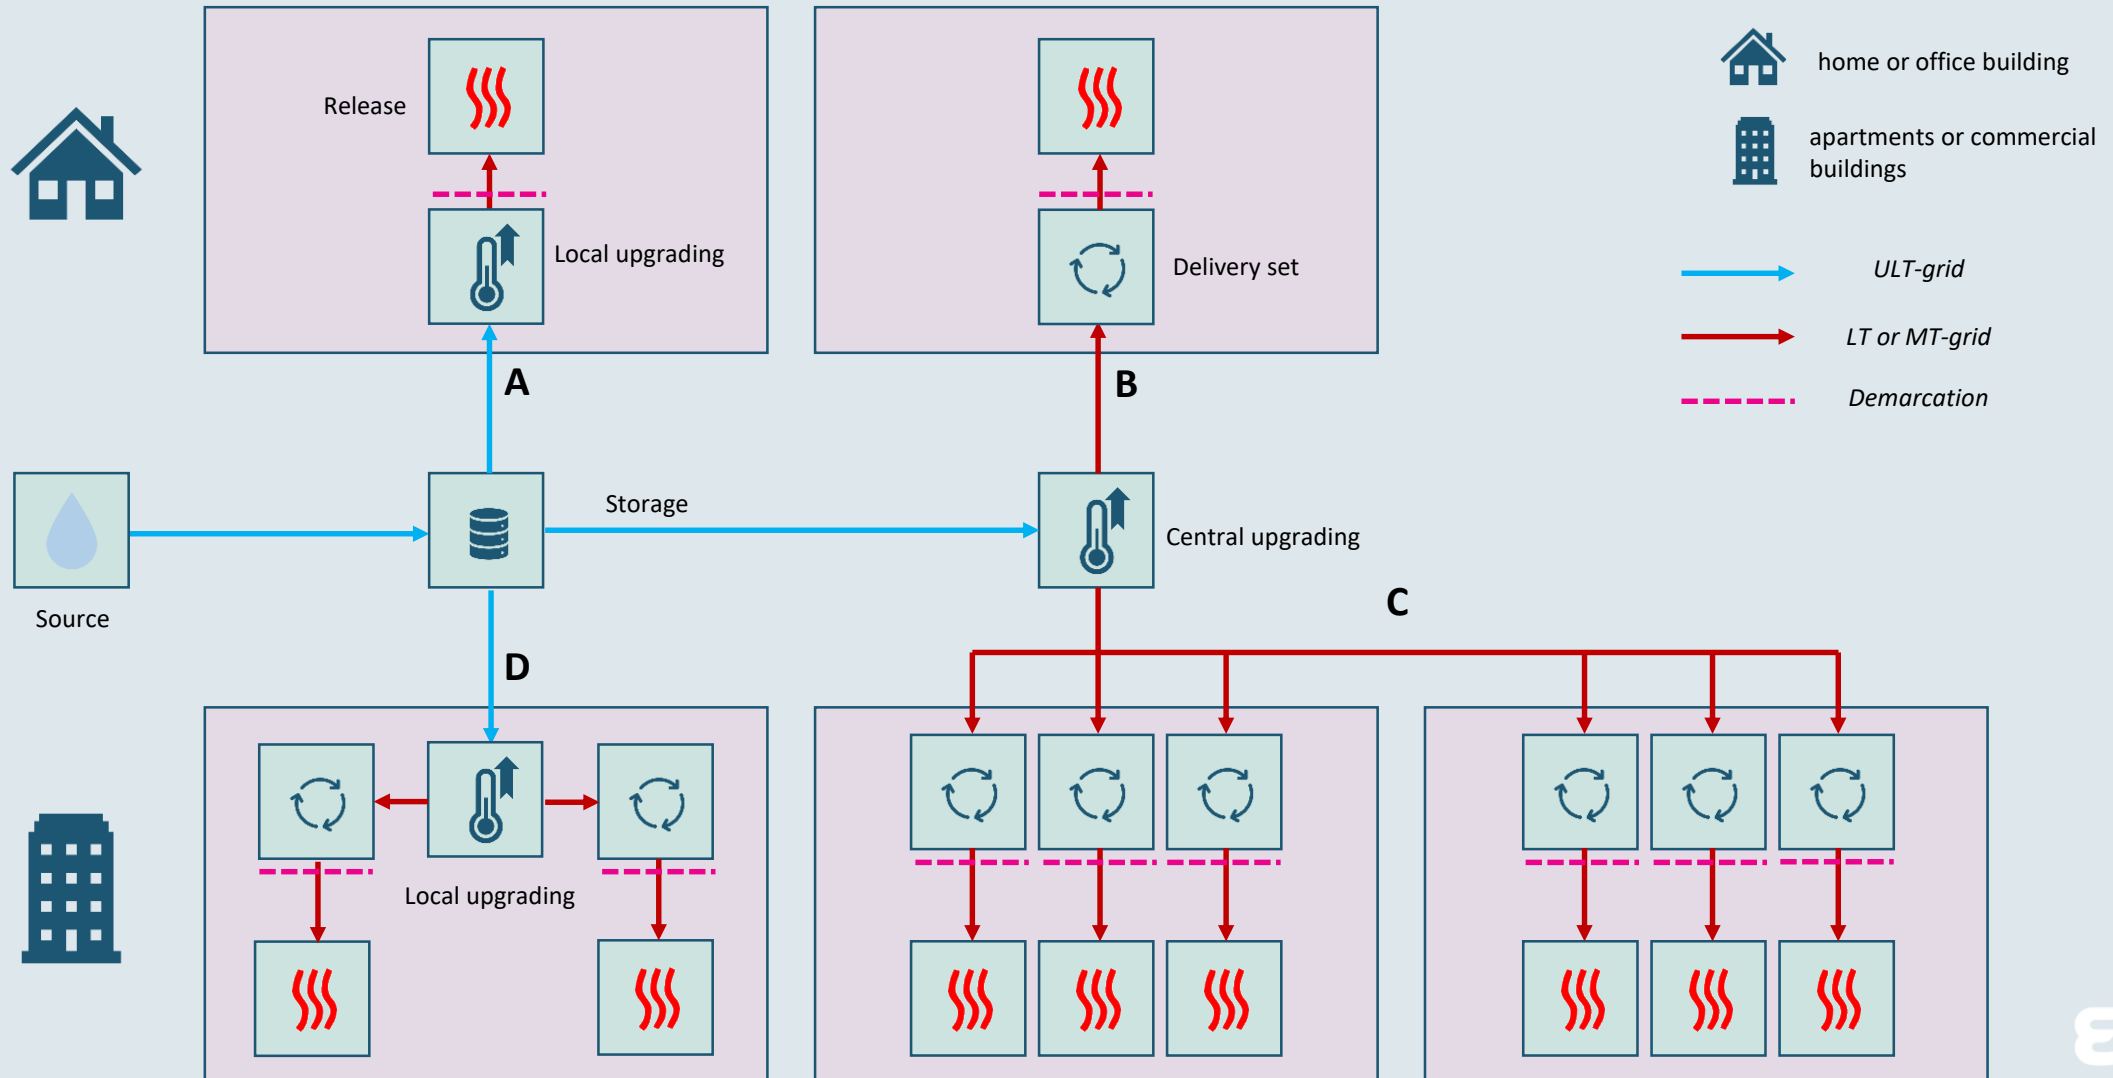 Release
Local upgrading
Delivery set
home or office building
apartments or commercial
buildings
ULT-grid
LT or MT-grid
Demarcation
A
B
Storage
Central upgrading
Source
C
D
Local upgrading